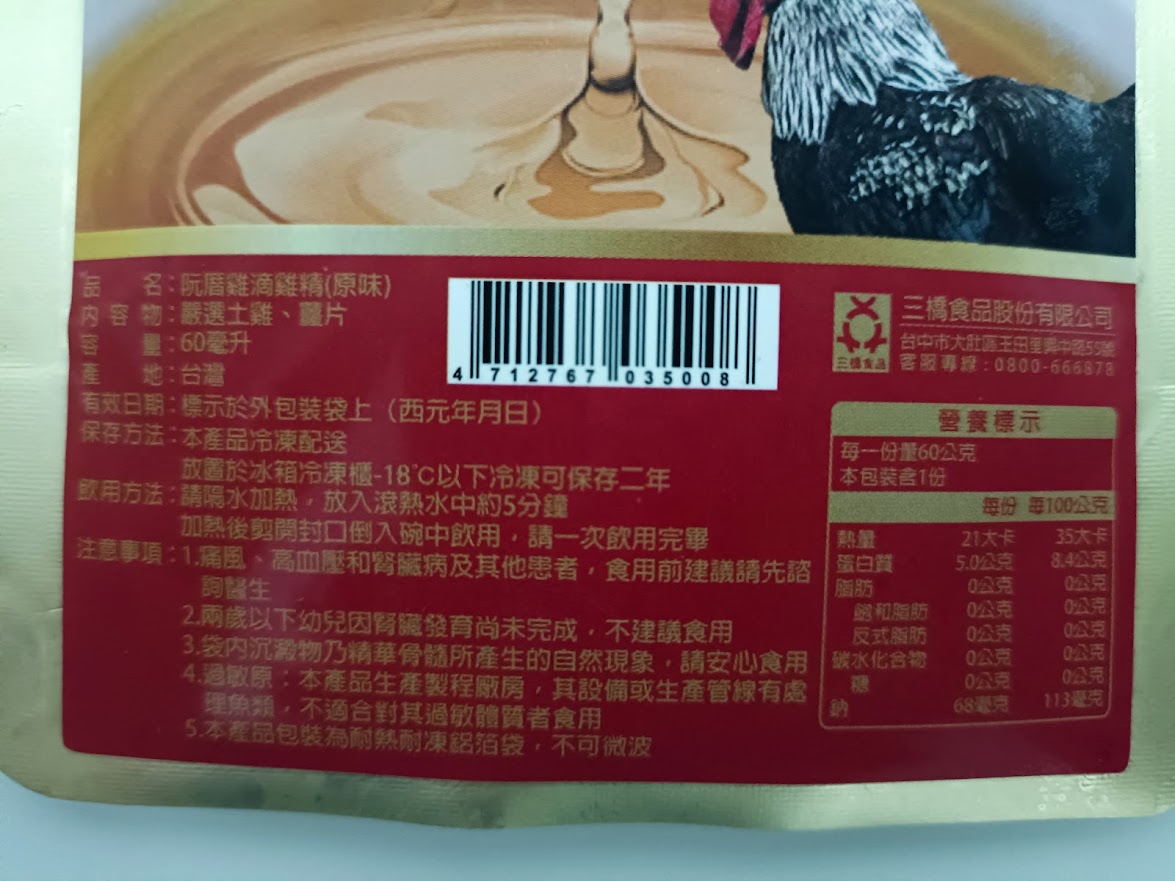 品 名：阮厝雞滴雞精(原味)
內 容 物：嚴選土雞、薑片
容 量：60毫升
產 地：台灣
有效日期：標示於外包裝袋上（西元年月日）
保存方法：本產品冷凍配送
放置於冰箱冷凍櫃-18°C以下冷凍可保存二年
飲用方法：請隔水加熱，放入滾熱水中約5分鐘
加熱後剪開封口倒入碗中飲用，請一次飲用完畢
注意事項：1.痛風、高血壓和腎臟病及其他患者，食用前建議請先諮
詢醫生
2.兩歲以下幼兒因腎臟發育尚未完成，不建議食用
3.袋內沉澱物乃精華骨髓所產生的自然現象，請安心食用
4.過敏原：本產品生產製程廠房，其設備或生產管線有處
理魚類，不適合對其過敏體質者食用
5.本產品包裝為耐熱耐凍鋁箔袋，不可微波
4 712767 035008
三橋食品
三橋食品股份有限公司
台中市大肚區王田里興中路55號
客服專線：0800-666878
營養標示
每一份量60公克
本包裝含1份
每份 每100公克
熱量 21大卡 35大卡
蛋白質 5.0公克 8.4公克
脂肪 0公克 0公克
飽和脂肪 0公克 0公克
反式脂肪 0公克 0公克
碳水化合物 0公克 0公克
糖 0公克 0公克
鈉 68毫克 113毫克